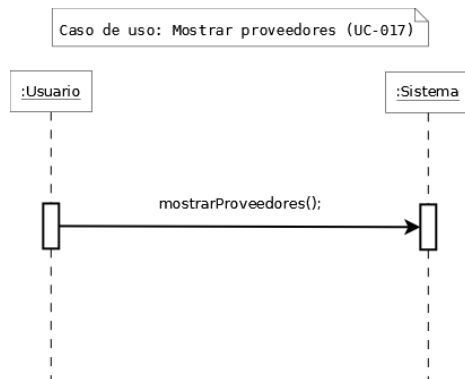 Caso de uso: Mostrar proveedores (UC-017)
:Usuario
:Sistema
mostrarProveedores();